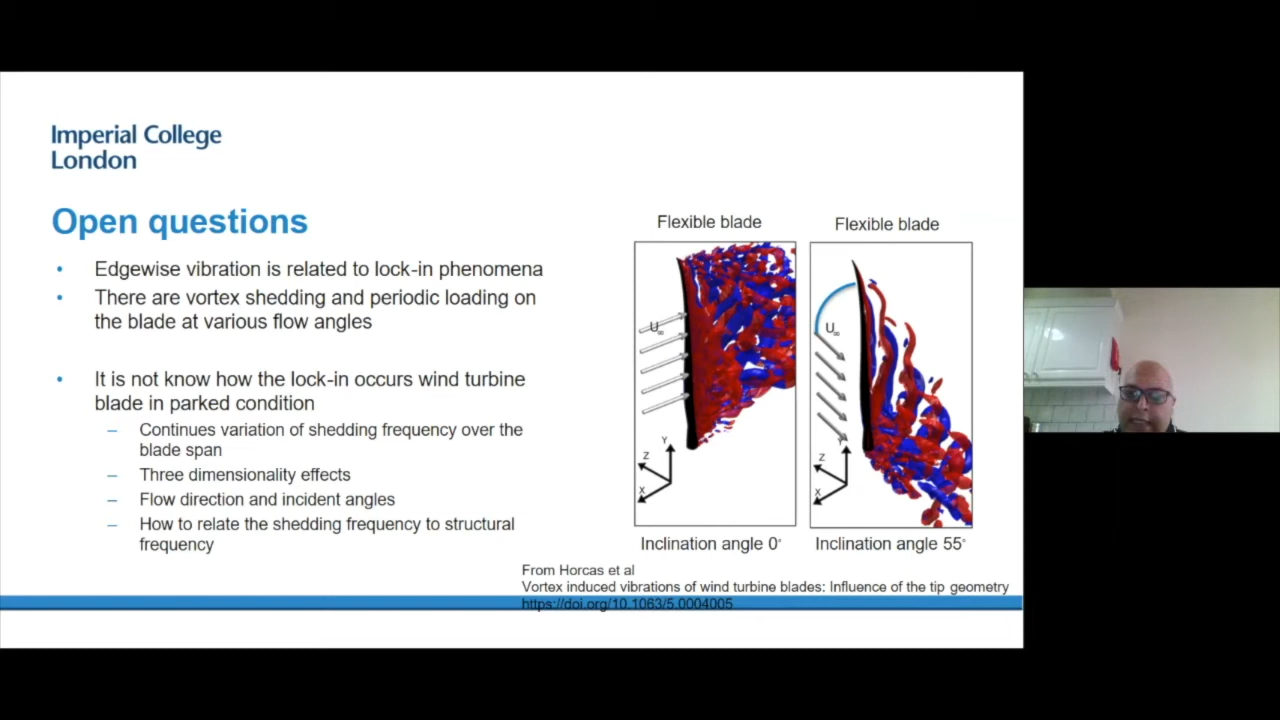 Imperial College
London
Open questions
Edgewise vibration is related to lock-in phenomena
There are vortex shedding and periodic loading on
the blade at various flow angles
It is not know how the lock-in occurs wind turbine
blade in parked condition
Continues variation of shedding frequency over the
blade span
Three dimensionality effects
Flow direction and incident angles
How to relate the shedding frequency to structural
frequency
Flexible blade
U∞
Y
Z
X
Inclination angle 0°
Flexible blade
U∞
Y
Z
X
Inclination angle 55°
From Horcas et al
Vortex induced vibrations of wind turbine blades: Influence of the tip geometry
https://doi.org/10.1063/5.0004005